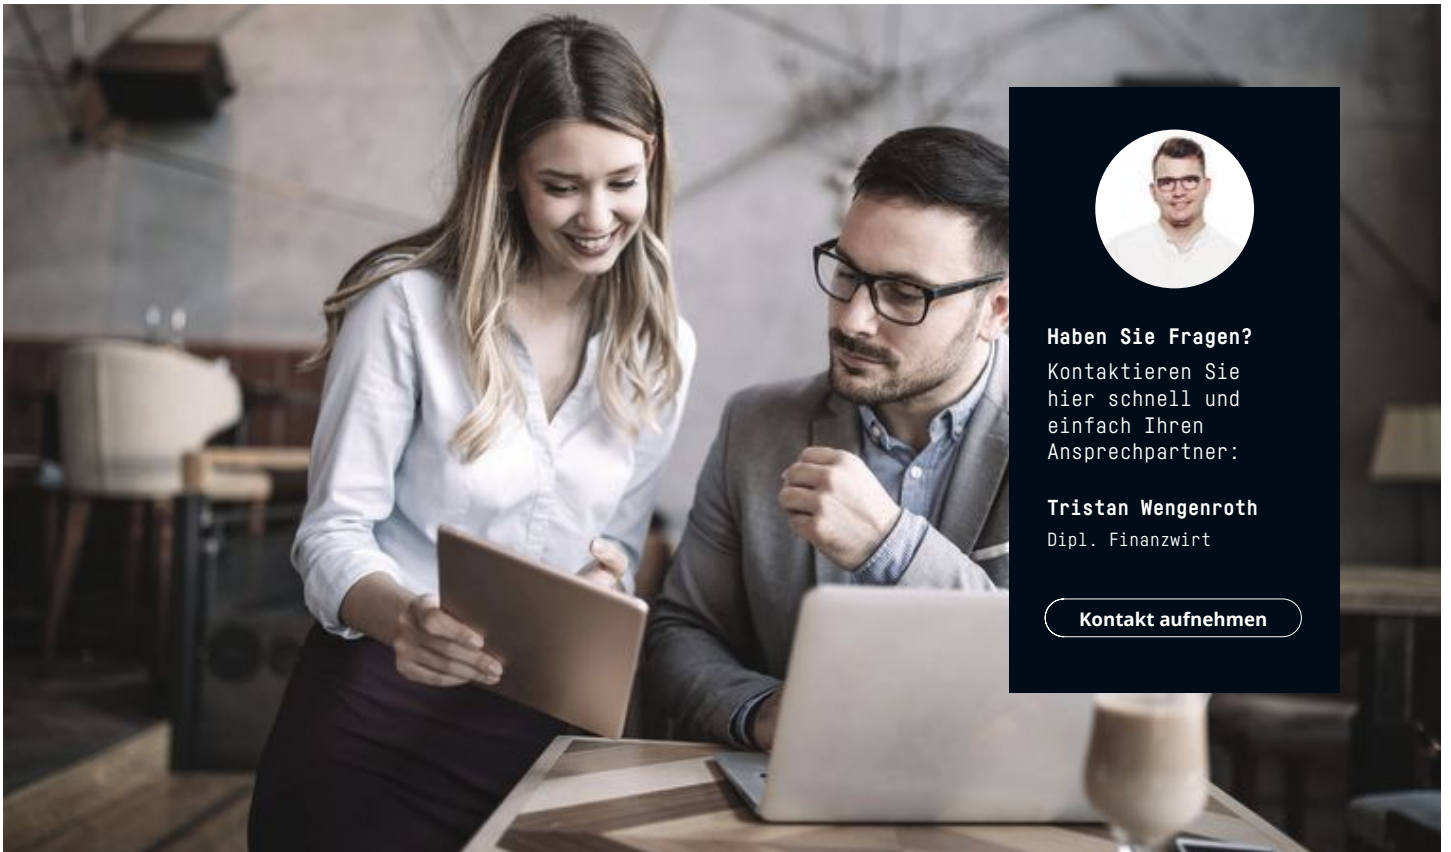 Haben Sie Fragen?
Kontaktieren Sie
hier schnell und
einfach Ihren
Ansprechpartner:
Tristan Wengenroth
Dipl. Finanzwirt
Kontakt aufnehmen